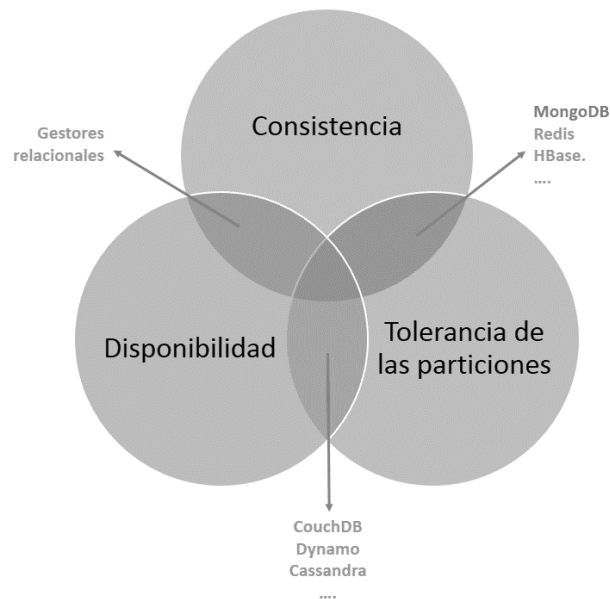 Consistencia
Gestores
relacionales
MongoDB
Redis
HBase.
....
Disponibilidad
Tolerancia de
las particiones
CouchDB
Dynamo
Cassandra
....